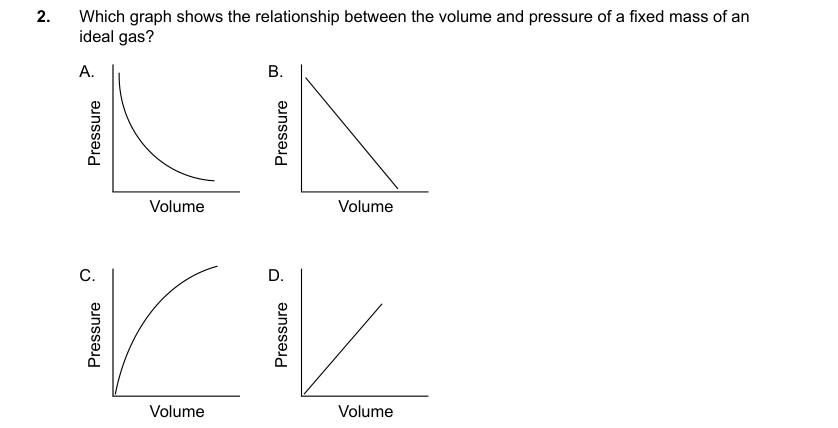 2. Which graph shows the relationship between the volume and pressure of a fixed mass of an
ideal gas?
A.
Pressure
Volume
B.
Pressure
Volume
C.
Pressure
Volume
D.
Pressure
Volume